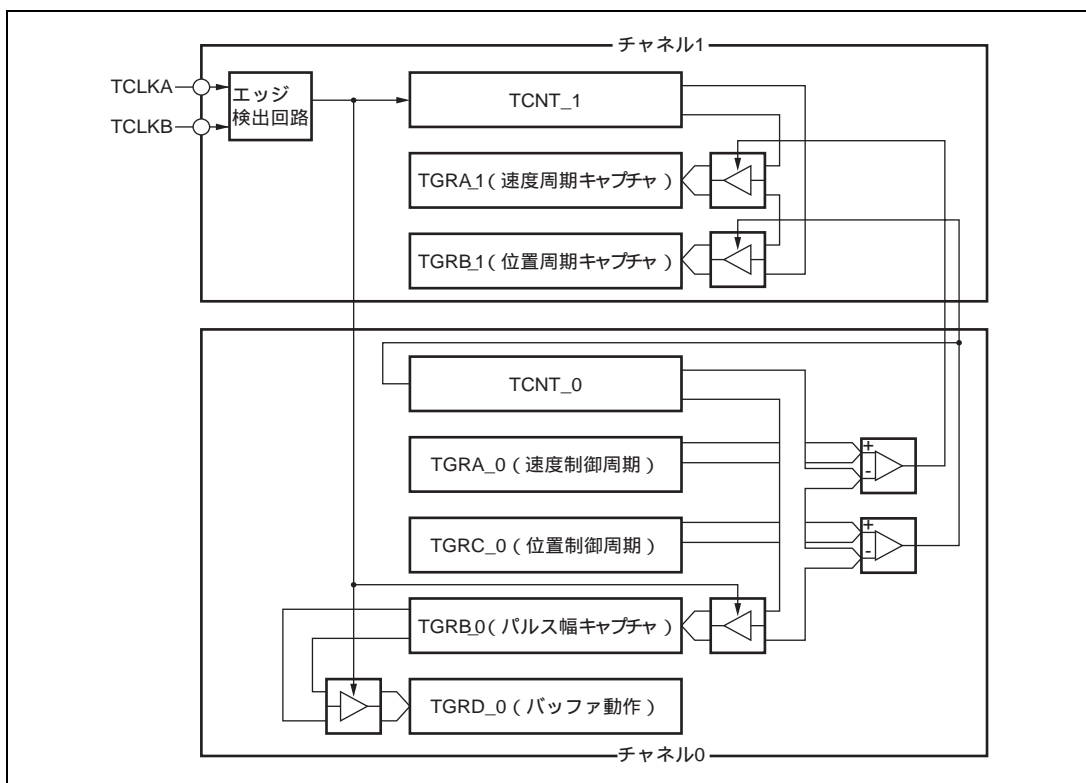 チャネル1
TCLKA
TCLKB
エッジ
検出回路
TCNT_1
TGRA_1(速度周期キャプチャ)
TGRB_1(位置周期キャプチャ)
TCNT_0
TGRA_0(速度制御周期)
+
-
TGRC_0(位置制御周期)
+
-
TGRB_0(パルス幅キャプチャ)
TGRD_0(バッファ動作)
チャネル0